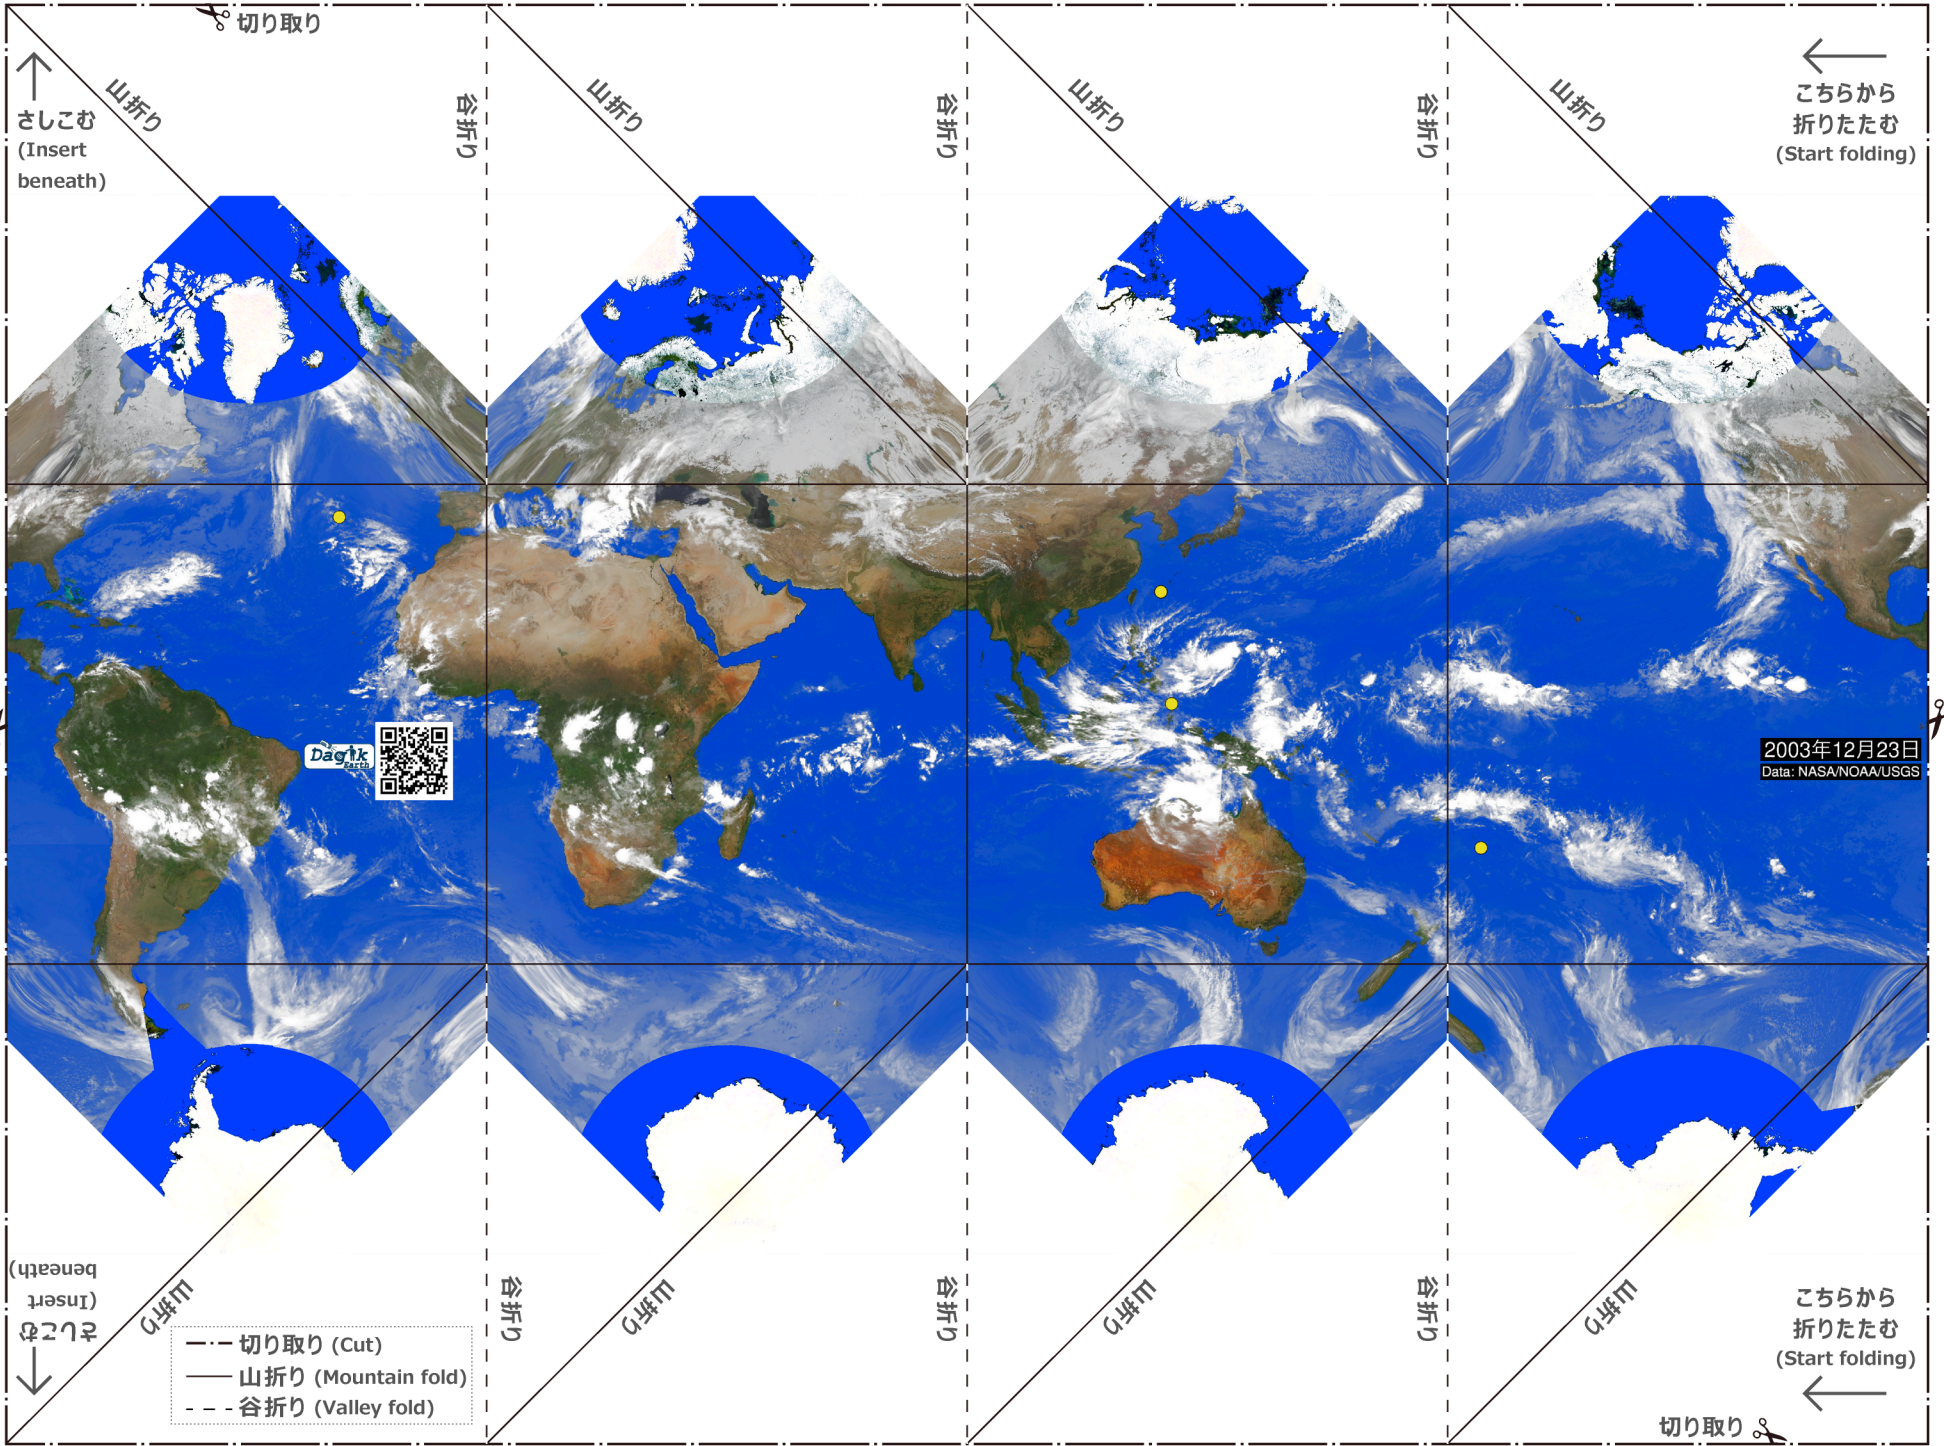 切り取り
山折り
谷折り
山折り
谷折り
山折り
谷折り
山折り
さしこむ
(Insert
beneath)
こちらから
折りたたむ
(Start folding)
Dagik
Earth
2003年12月23日
Data: NASA/NOAA/USGS
さしこむ
(Insert
beneath)
山折り
谷折り
山折り
谷折り
山折り
谷折り
山折り
切り取り (Cut)
山折り (Mountain fold)
谷折り (Valley fold)
こちらから
折りたたむ
(Start folding)
切り取り